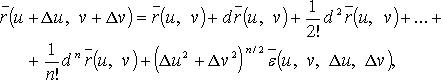 r̄(u + Δu, v + Δv) = r̄(u, v) + dr̄(u, v) + 1/2! d²r̄(u, v) + ... +
+ 1/n! dⁿr̄(u, v) + (Δu² + Δv²)^{n/2} ε̄(u, v, Δu, Δv),